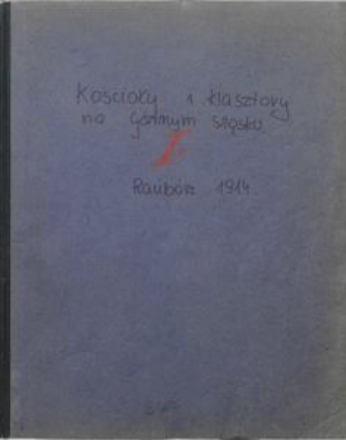 Kościoły i klasztory
na Górnym Śląsku
I
Racibórz 1914